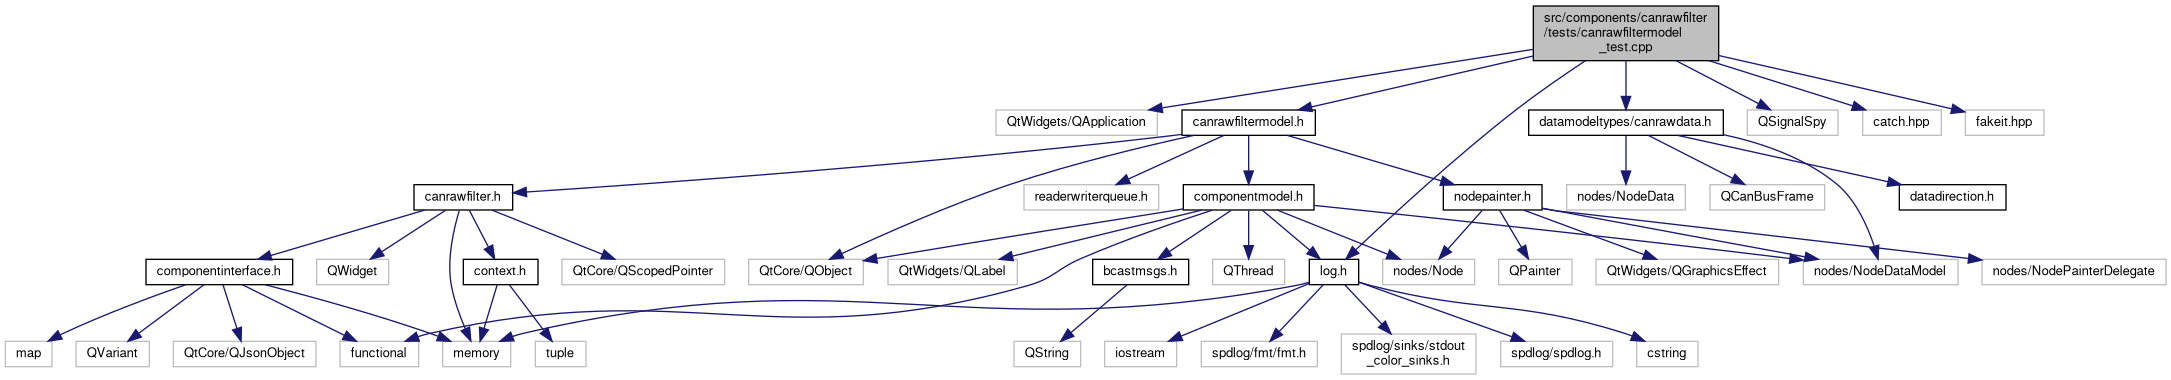 src/components/canrawfilter
/tests/canrawfiltermodel
_test.cpp
QtWidgets/QApplication
canrawfiltermodel.h
datamodeltypes/canrawdata.h
QSignalSpy
catch.hpp
fakeit.hpp
canrawfilter.h
readerwriterqueue.h
componentmodel.h
nodepainter.h
nodes/NodeData
QCanBusFrame
datadirection.h
componentinterface.h
QWidget
context.h
QtCore/QScopedPointer
QtCore/QObject
QtWidgets/QLabel
bcastmsgs.h
QThread
log.h
nodes/Node
QPainter
QtWidgets/QGraphicsEffect
nodes/NodeDataModel
nodes/NodePainterDelegate
map
QVariant
QtCore/QJsonObject
functional
memory
tuple
QString
iostream
spdlog/fmt/fmt.h
spdlog/sinks/stdout
_color_sinks.h
spdlog/spdlog.h
cstring